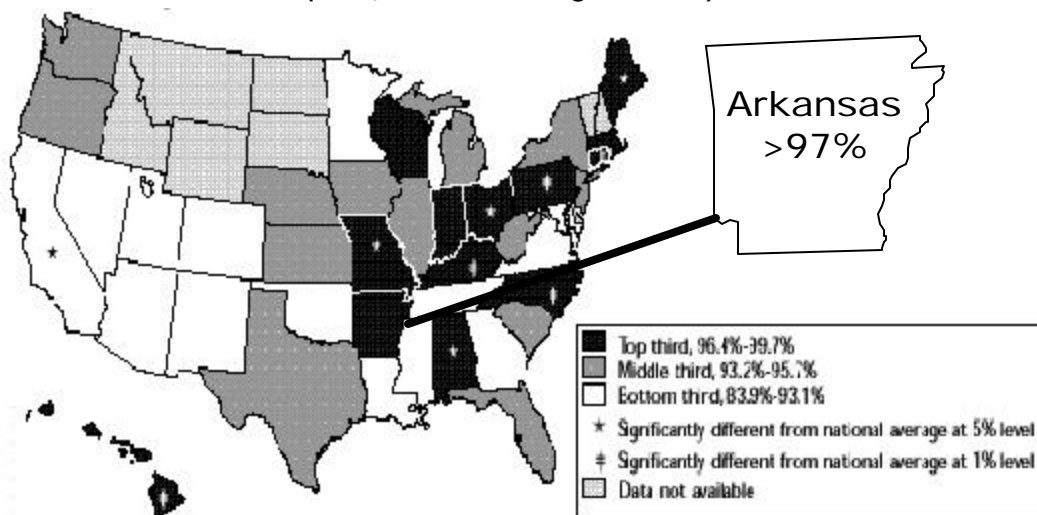 Arkansas
>97%
Top third, 96.4%-99.7%
Middle third, 93.2%-95.7%
Bottom third, 83.9%-93.1%
* Significantly different from national average at 5% level
‡ Significantly different from national average at 1% level
Data not available